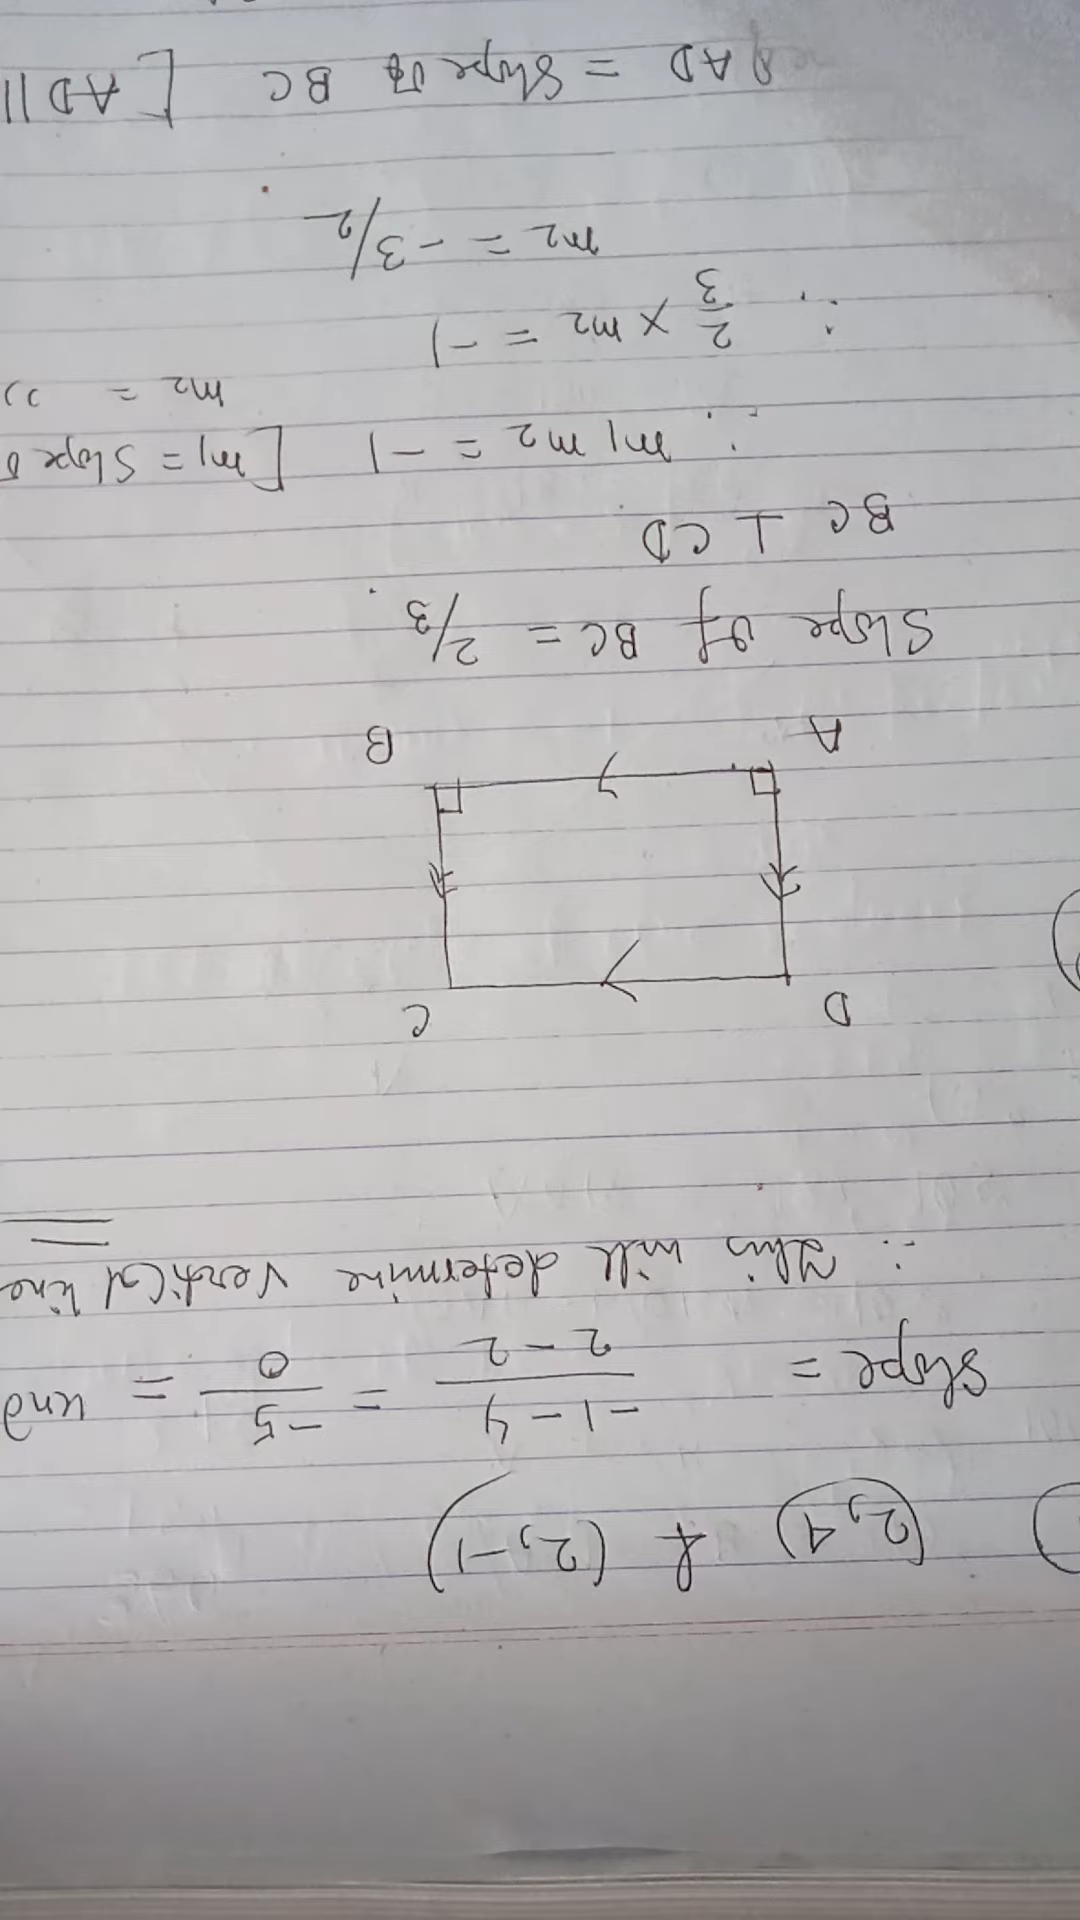 (2, 4) & (2, -1)
Slope = -1 - 4 / 2 - 2 = -5 / 0 = und
∴ This will determine vertical line
D C
A B
Slope of BC = 2/3
BC ⊥ CD
∴ m1 m2 = -1 [m1 = Slope
m2 = ))
∴ 2/3 × m2 = -1
m2 = -3/2
AD = Slope of BC [AD ||